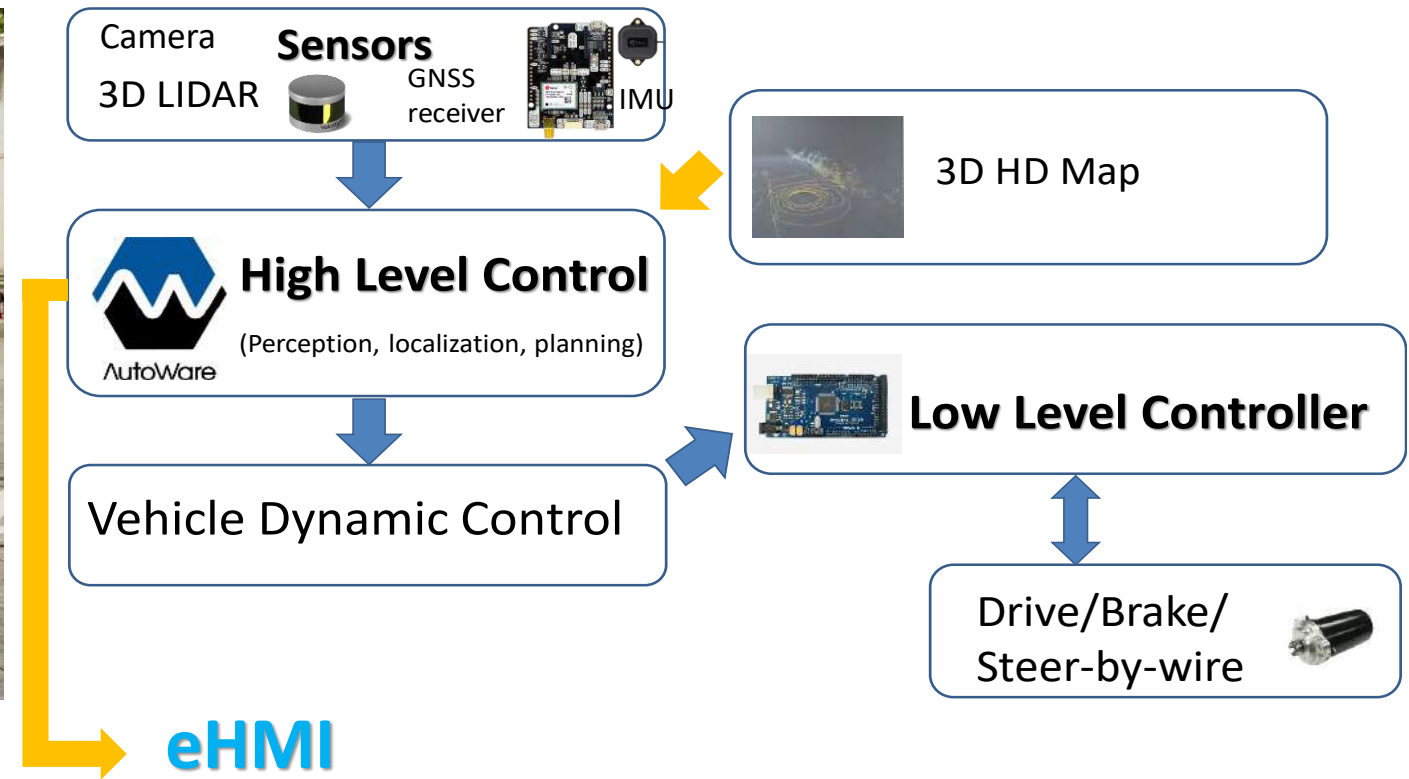 Camera
Sensors
3D LIDAR
GNSS
receiver
IMU
3D HD Map
High Level Control
(Perception, localization, planning)
AutoWare
Low Level Controller
Vehicle Dynamic Control
Drive/Brake/
Steer-by-wire
eHMI